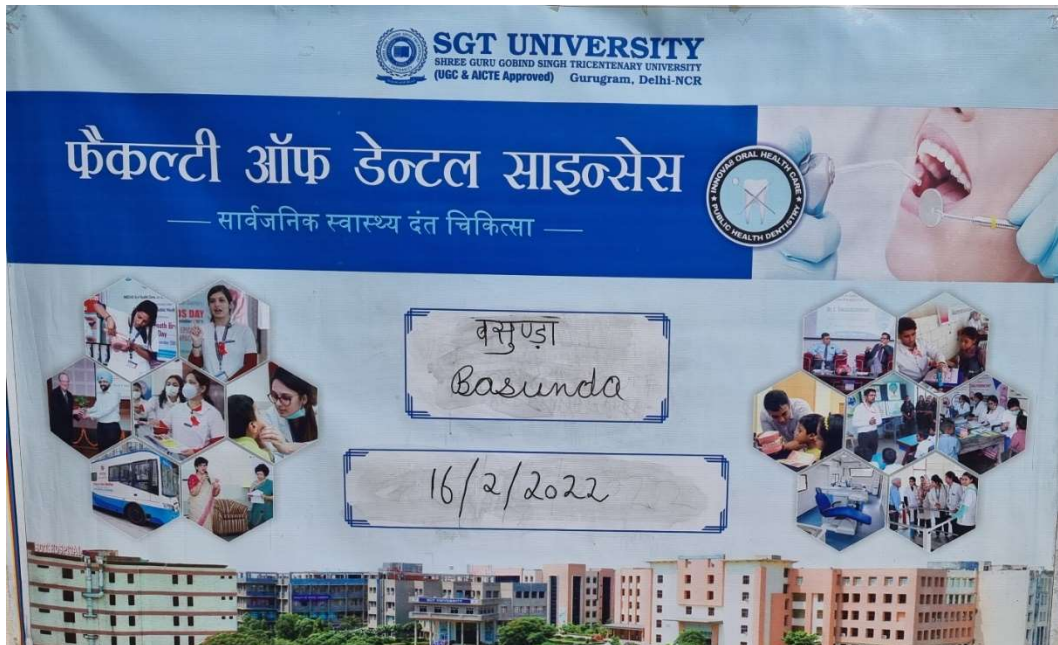 SGT UNIVERSITY
SHREE GURU GOBIND SINGH TRICENTENARY UNIVERSITY
(UGC & AICTE Approved) Gurugram, Delhi-NCR
फैकल्टी ऑफ डेन्टल साइन्सेस
सार्वजनिक स्वास्थ्य दंत चिकित्सा
INNOVA8 ORAL HEALTH CARE
PUBLIC HEALTH DENTISTRY
बसुण्ड़ा
Basunda
16/2/2022